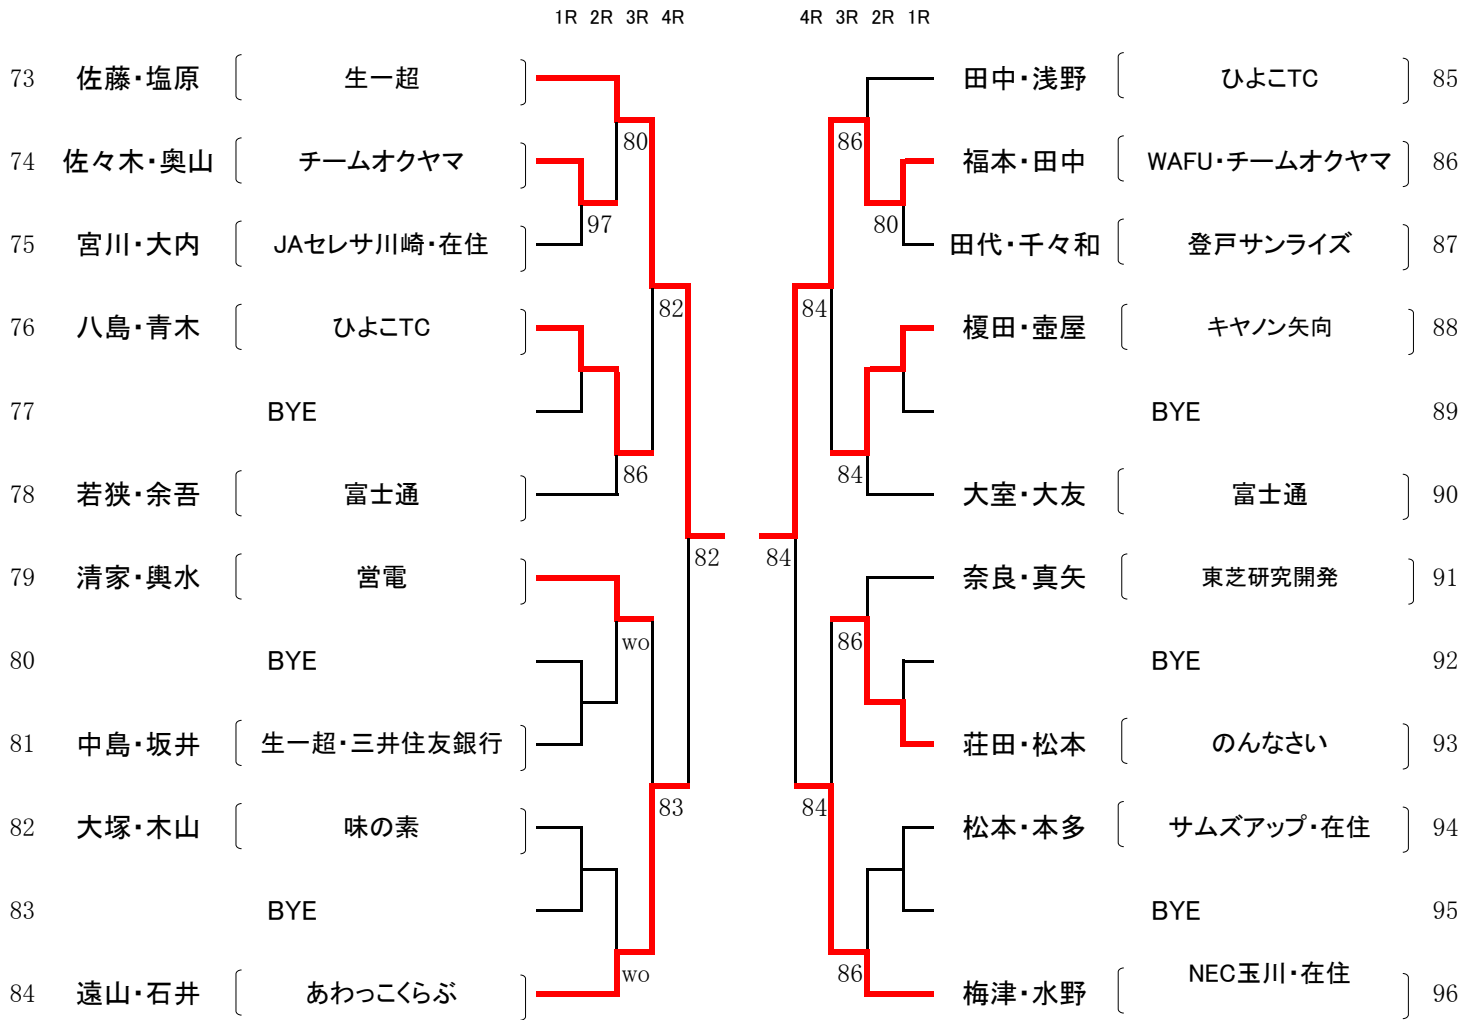 1R 2R 3R 4R 4R 3R 2R 1R
73 佐藤・塩原 生一超 田中・浅野 ひよこTC 85
80 86
74 佐々木・奥山 チームオクヤマ 福本・田中 WAFU・チームオクヤマ 86
97 80
75 宮川・大内 JAセレサ川崎・在住 田代・千々和 登戸サンライズ 87
82 84
76 八島・青木 ひよこTC 榎田・壺屋 キヤノン矢向 88
77 BYE BYE 89
86 84
78 若狭・余吾 富士通 大室・大友 富士通 90
82 84
79 清家・輿水 営電 奈良・真矢 東芝研究開発 91
wo 86
80 BYE BYE 92
81 中島・坂井 生一超・三井住友銀行 荘田・松本 のんなさい 93
83 84
82 大塚・木山 味の素 松本・本多 サムズアップ・在住 94
83 BYE BYE 95
wo 86
84 遠山・石井 あわっこくらぶ 梅津・水野 NEC玉川・在住 96